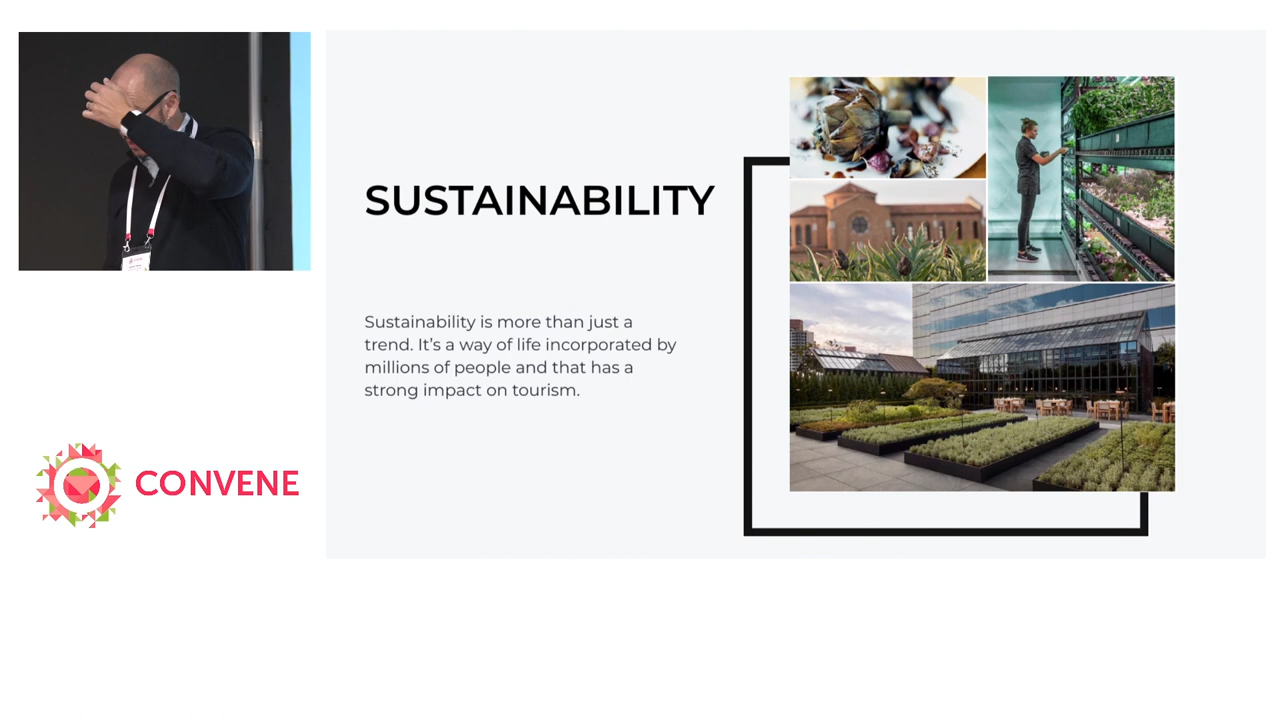 SUSTAINABILITY
Sustainability is more than just a
trend. It’s a way of life incorporated by
millions of people and that has a
strong impact on tourism.
CONVENE